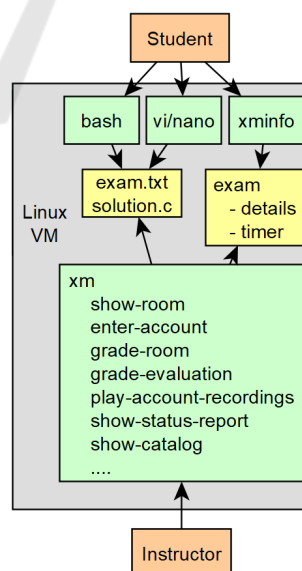 Student
bash
vi/nano
xminfo
exam.txt
solution.c
exam
- details
- timer
Linux
VM
xm
show-room
enter-account
grade-room
grade-evaluation
play-account-recordings
show-status-report
show-catalog
....
Instructor